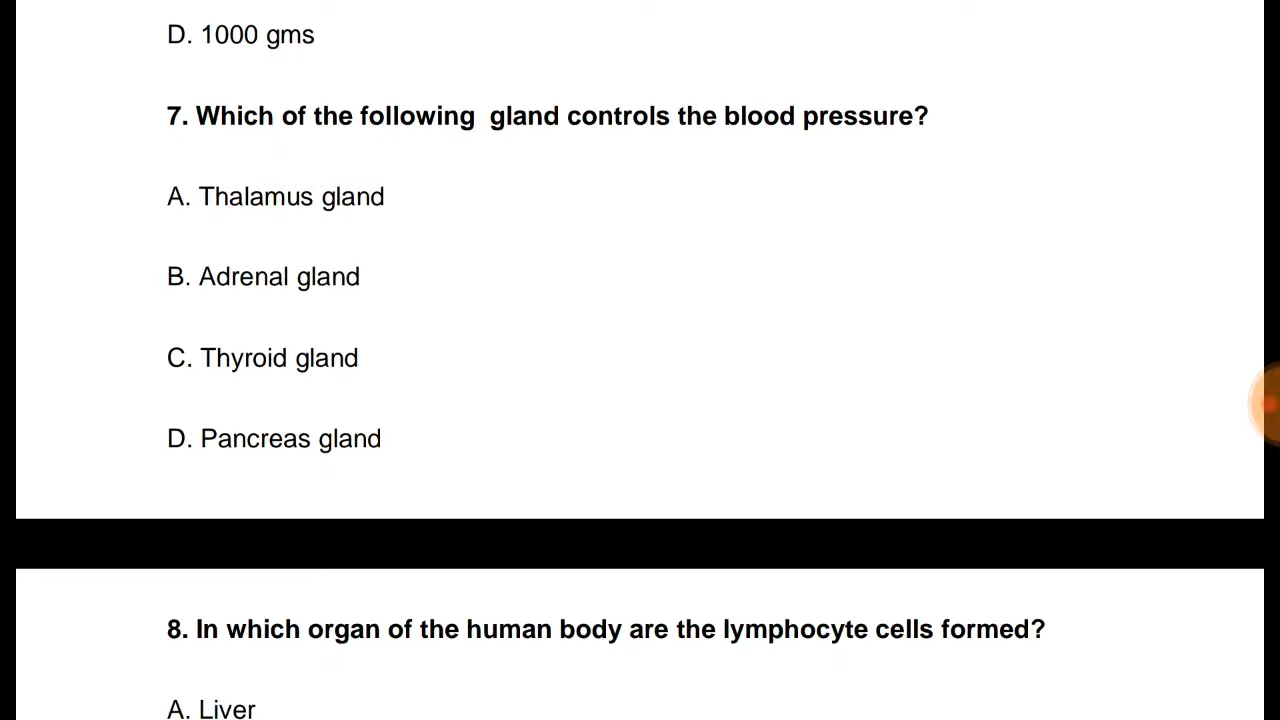 D. 1000 gms
7. Which of the following  gland controls the blood pressure?
A. Thalamus gland
B. Adrenal gland
C. Thyroid gland
D. Pancreas gland
8. In which organ of the human body are the lymphocyte cells formed?
A. Liver